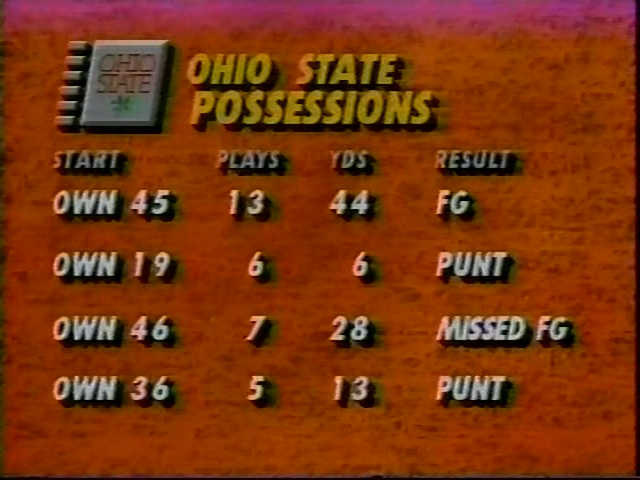 OHIO
STATE
OHIO STATE
POSSESSIONS
START PLAYS YDS RESULT
OWN 45 13 44 FG
OWN 19 6 6 PUNT
OWN 46 7 28 MISSED FG
OWN 36 5 13 PUNT